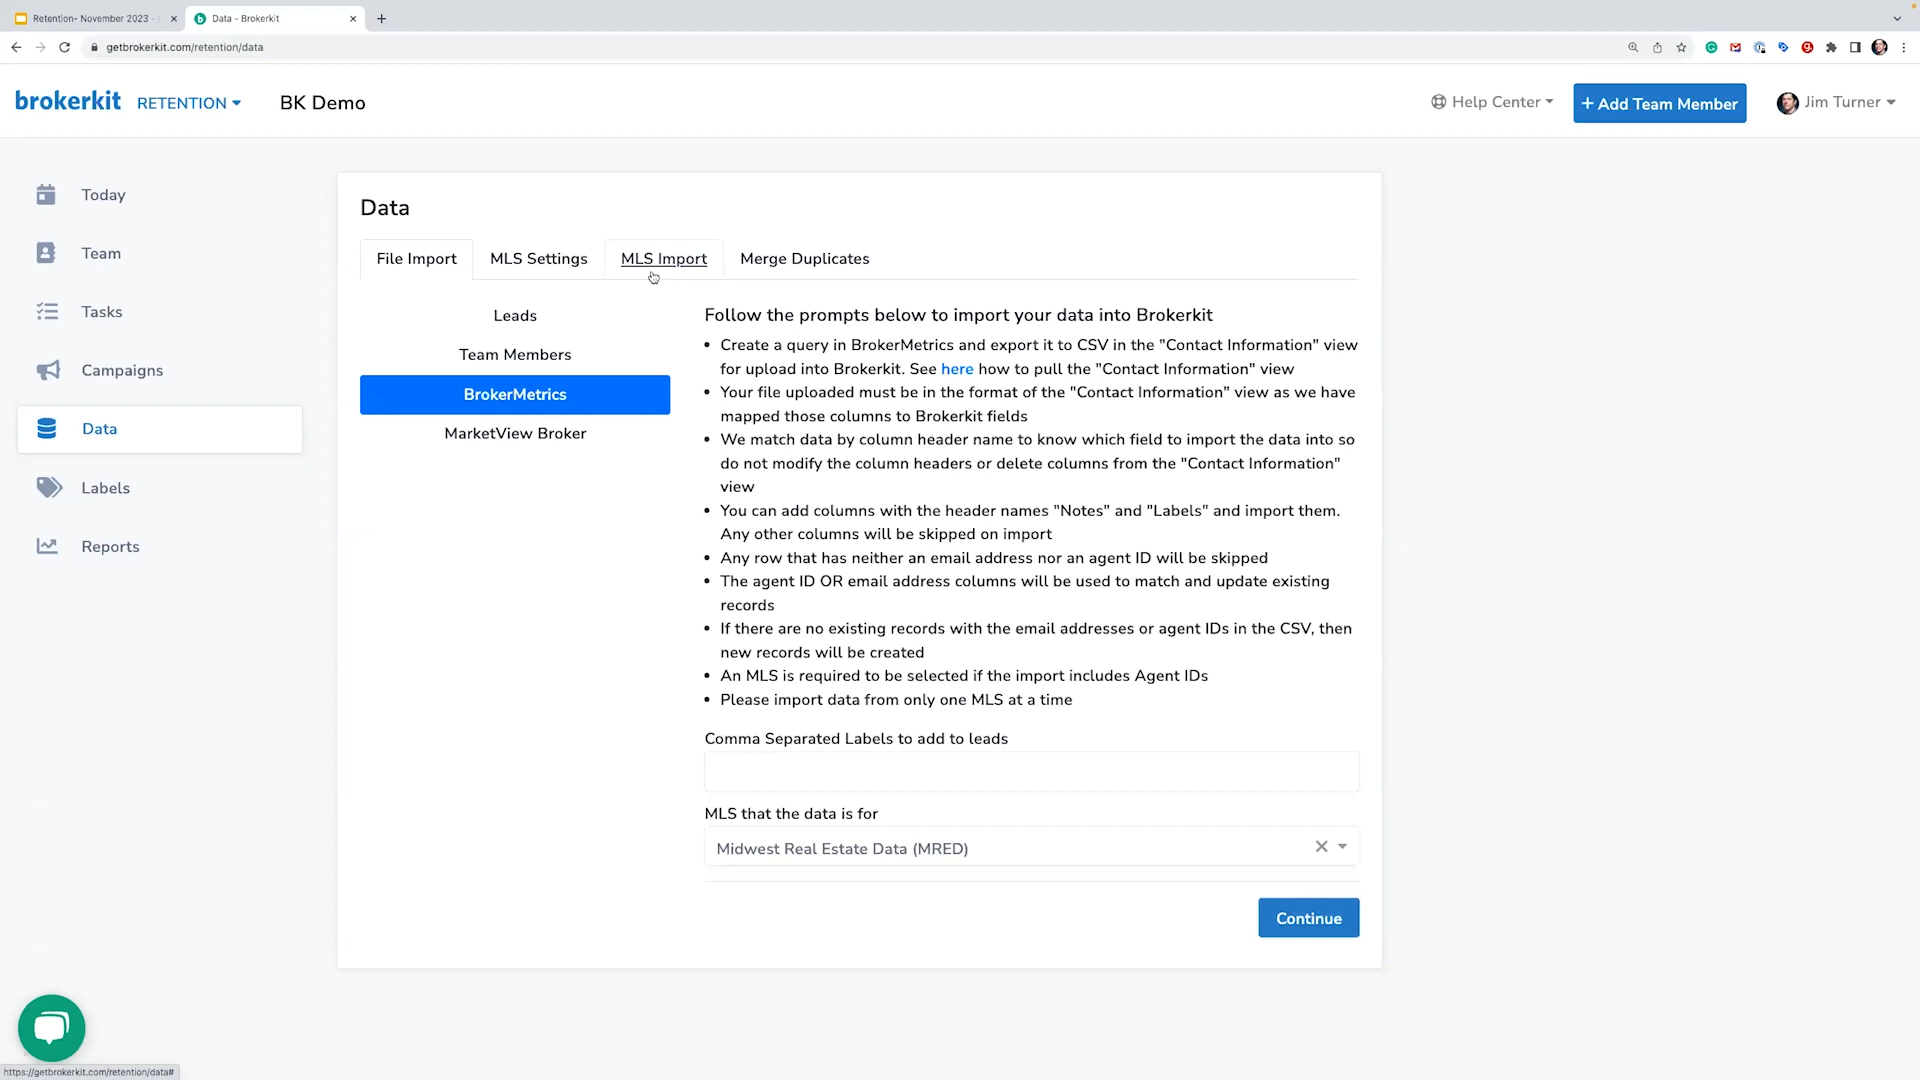 Retention- November 2023 -
Data - Brokerkit
getbrokerkit.com/retention/data
brokerkit RETENTION BK Demo
Help Center
+ Add Team Member
Jim Turner
Today
Team
Tasks
Campaigns
Data
Labels
Reports
Data
File Import
MLS Settings
MLS Import
Merge Duplicates
Leads
Team Members
BrokerMetrics
MarketView Broker
Follow the prompts below to import your data into Brokerkit
• Create a query in BrokerMetrics and export it to CSV in the "Contact Information" view
for upload into Brokerkit. See here how to pull the "Contact Information" view
• Your file uploaded must be in the format of the "Contact Information" view as we have
mapped those columns to Brokerkit fields
• We match data by column header name to know which field to import the data into so
do not modify the column headers or delete columns from the "Contact Information"
view
• You can add columns with the header names "Notes" and "Labels" and import them.
Any other columns will be skipped on import
• Any row that has neither an email address nor an agent ID will be skipped
• The agent ID OR email address columns will be used to match and update existing
records
• If there are no existing records with the email addresses or agent IDs in the CSV, then
new records will be created
• An MLS is required to be selected if the import includes Agent IDs
• Please import data from only one MLS at a time
Comma Separated Labels to add to leads
MLS that the data is for
Midwest Real Estate Data (MRED)
Continue
https://getbrokerkit.com/retention/data#